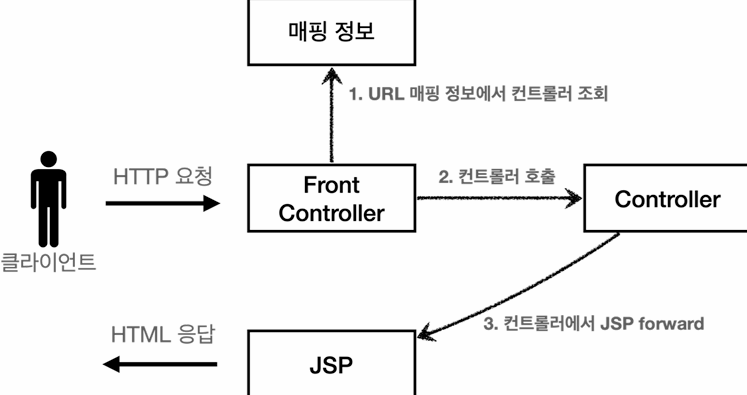 매핑 정보
1. URL 매핑 정보에서 컨트롤러 조회
HTTP 요청
Front
Controller
2. 컨트롤러 호출
Controller
클라이언트
3. 컨트롤러에서 JSP forward
HTML 응답
JSP